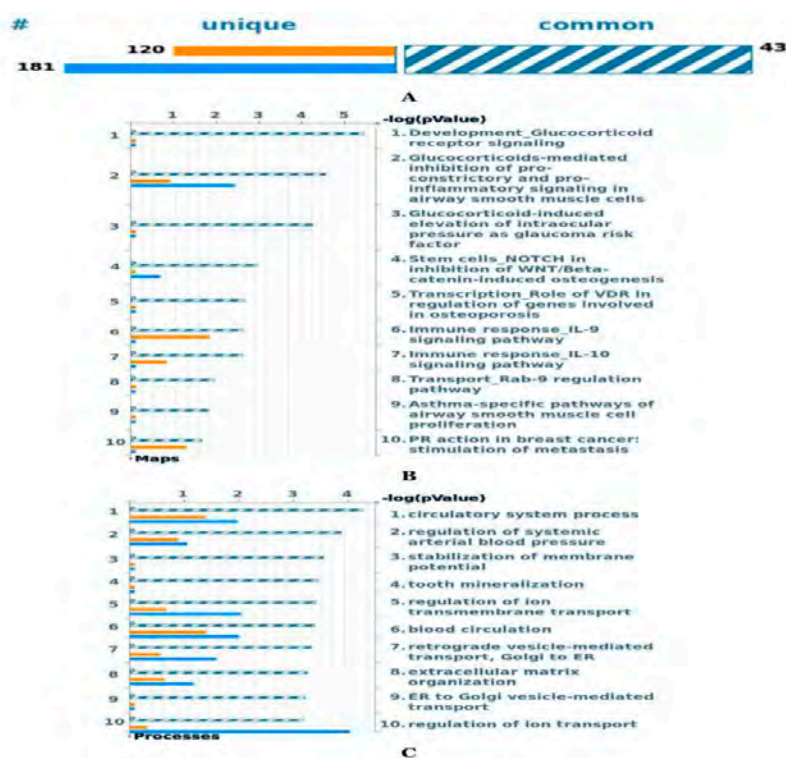 # unique common
120 43
181
A
1 2 3 4 5 -log(pValue)
1 1. Development_Glucocorticoid
receptor signaling
2 2. Glucocorticoids-mediated
inhibition of pro-
constrictory and pro-
inflammatory signaling in
airway smooth muscle cells
3 3. Glucocorticoid-induced
elevation of intraocular
pressure as glaucoma risk
factor
4 4. Stem cells_NOTCH in
inhibition of WNT/Beta-
catenin-induced osteogenesis
5 5. Transcription_Role of VDR in
regulation of genes involved
in osteoporosis
6 6. Immune response_IL-9
signaling pathway
7 7. Immune response_IL-10
signaling pathway
8 8. Transport_Rab-9 regulation
pathway
9 9. Asthma-specific pathways of
airway smooth muscle cell
proliferation
10 10. PR action in breast cancer:
stimulation of metastasis
Maps
B
1 2 3 4 -log(pValue)
1 1. circulatory system process
2 2. regulation of systemic
arterial blood pressure
3 3. stabilization of membrane
potential
4 4. tooth mineralization
5 5. regulation of ion
transmembrane transport
6 6. blood circulation
7 7. retrograde vesicle-mediated
transport, Golgi to ER
8 8. extracellular matrix
organization
9 9. ER to Golgi vesicle-mediated
transport
10 10. regulation of ion transport
Processes
C